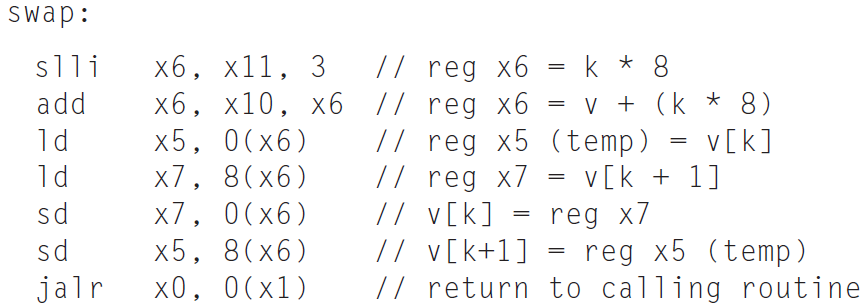 swap:
slli x6, x11, 3 // reg x6 = k * 8
add x6, x10, x6 // reg x6 = v + (k * 8)
ld x5, 0(x6) // reg x5 (temp) = v[k]
ld x7, 8(x6) // reg x7 = v[k + 1]
sd x7, 0(x6) // v[k] = reg x7
sd x5, 8(x6) // v[k+1] = reg x5 (temp)
jalr x0, 0(x1) // return to calling routine